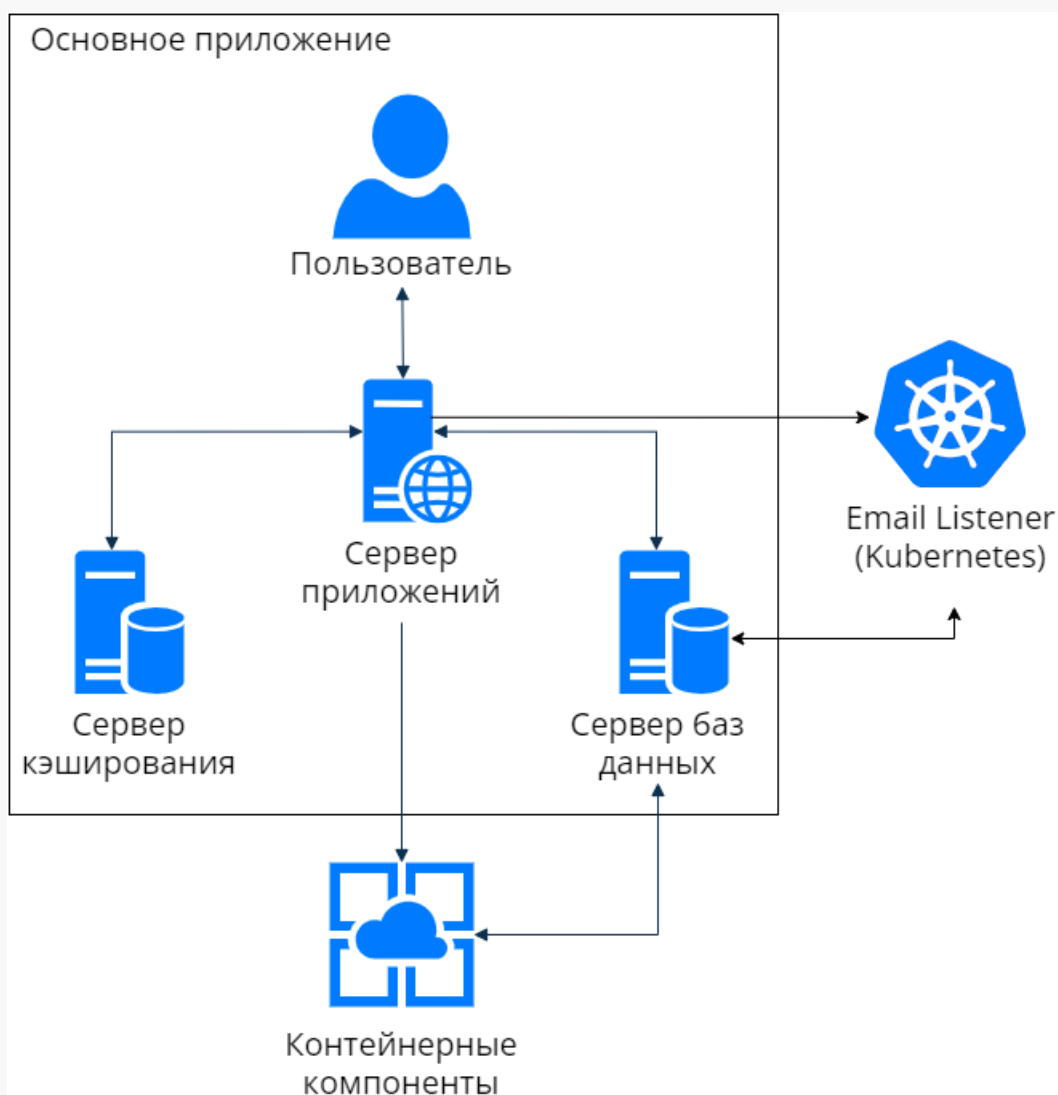 Основное приложение
Пользователь
Сервер
приложений
Email Listener
(Kubernetes)
Сервер
кэширования
Сервер баз
данных
Контейнерные
компоненты